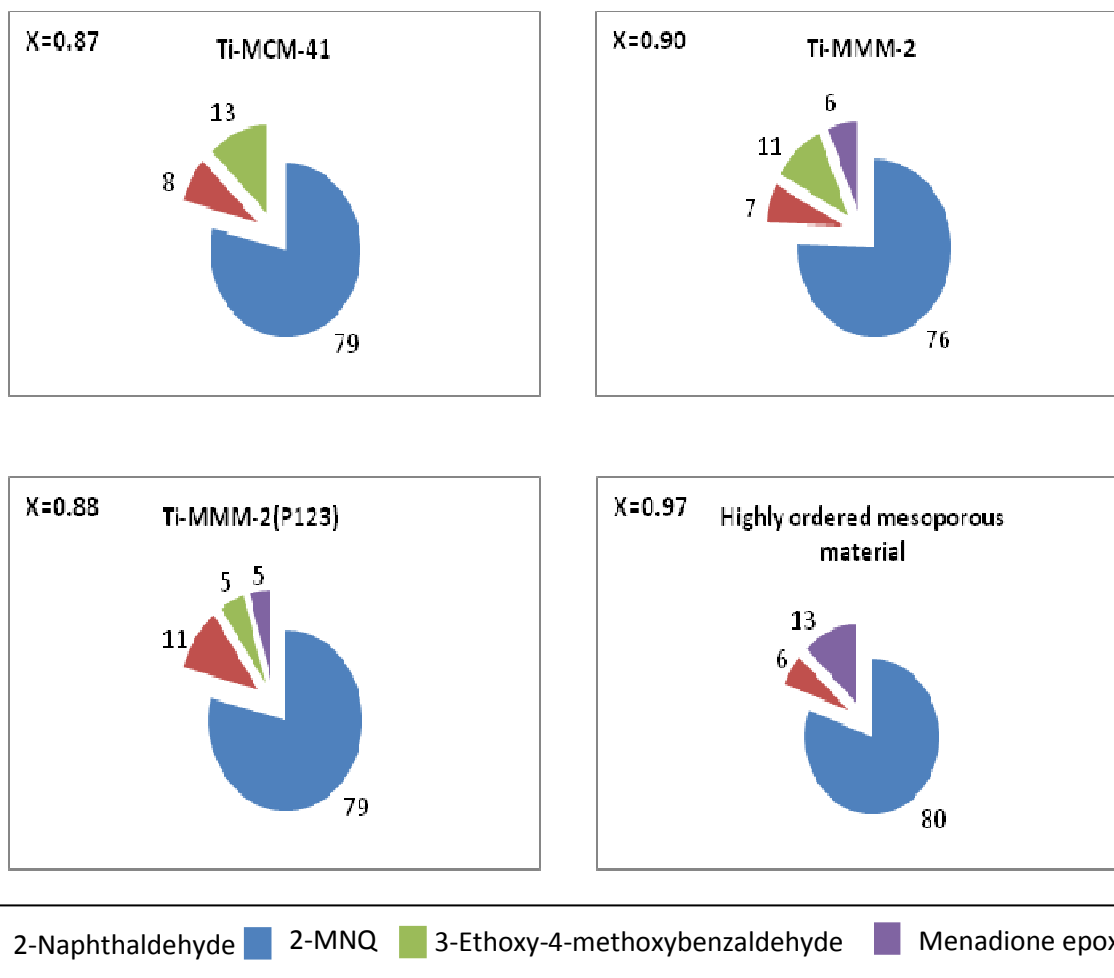 X=0.87
Ti-MCM-41
13
8
79
X=0.90
Ti-MMM-2
6
11
7
76
X=0.88
Ti-MMM-2(P123)
5
5
11
79
X=0.97
Highly ordered mesoporous
material
13
6
80
2-Naphthaldehyde 2-MNQ 3-Ethoxy-4-methoxybenzaldehyde Menadione epox